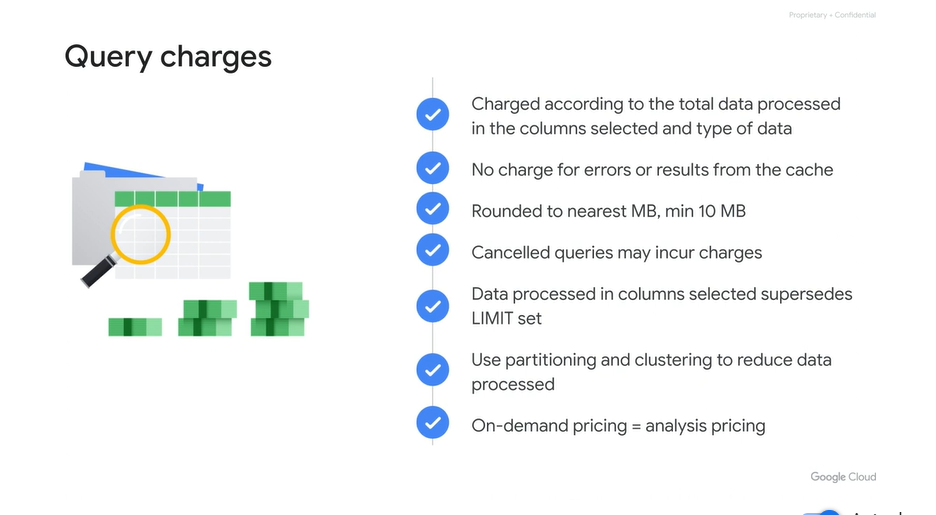 Proprietary + Confidential
Query charges
Charged according to the total data processed
in the columns selected and type of data
No charge for errors or results from the cache
Rounded to nearest MB, min 10 MB
Cancelled queries may incur charges
Data processed in columns selected supersedes
LIMIT set
Use partitioning and clustering to reduce data
processed
On-demand pricing = analysis pricing
Google Cloud